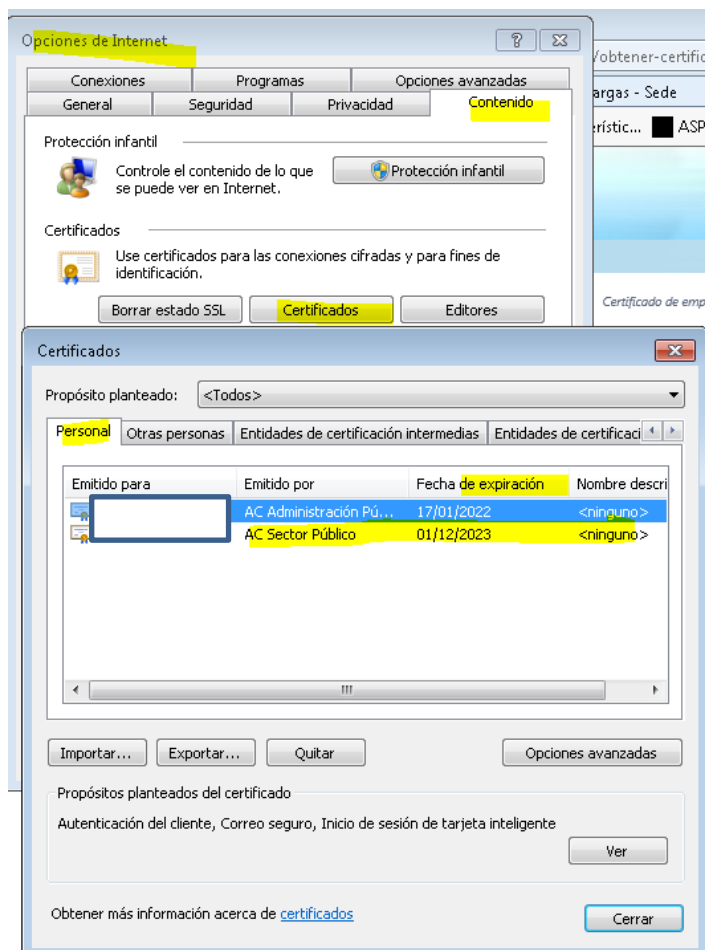 Opciones de Internet
/obtener-certific
Conexiones Programas Opciones avanzadas
argas - Sede
General Seguridad Privacidad Contenido
erístic... ASP
Protección infantil
Controle el contenido de lo que
se puede ver en Internet.
Protección infantil
Certificados
Use certificados para las conexiones cifradas y para fines de
identificación.
Certificado de emp
Borrar estado SSL Certificados Editores
Certificados
Propósito planteado: <Todos>
Personal Otras personas Entidades de certificación intermedias Entidades de certificaci
Emitido para Emitido por Fecha de expiración Nombre descri
AC Administración Pú... 17/01/2022 <ninguno>
AC Sector Público 01/12/2023 <ninguno>
Importar... Exportar... Quitar Opciones avanzadas
Propósitos planteados del certificado
Autenticación del cliente, Correo seguro, Inicio de sesión de tarjeta inteligente
Ver
Obtener más información acerca de certificados
Cerrar